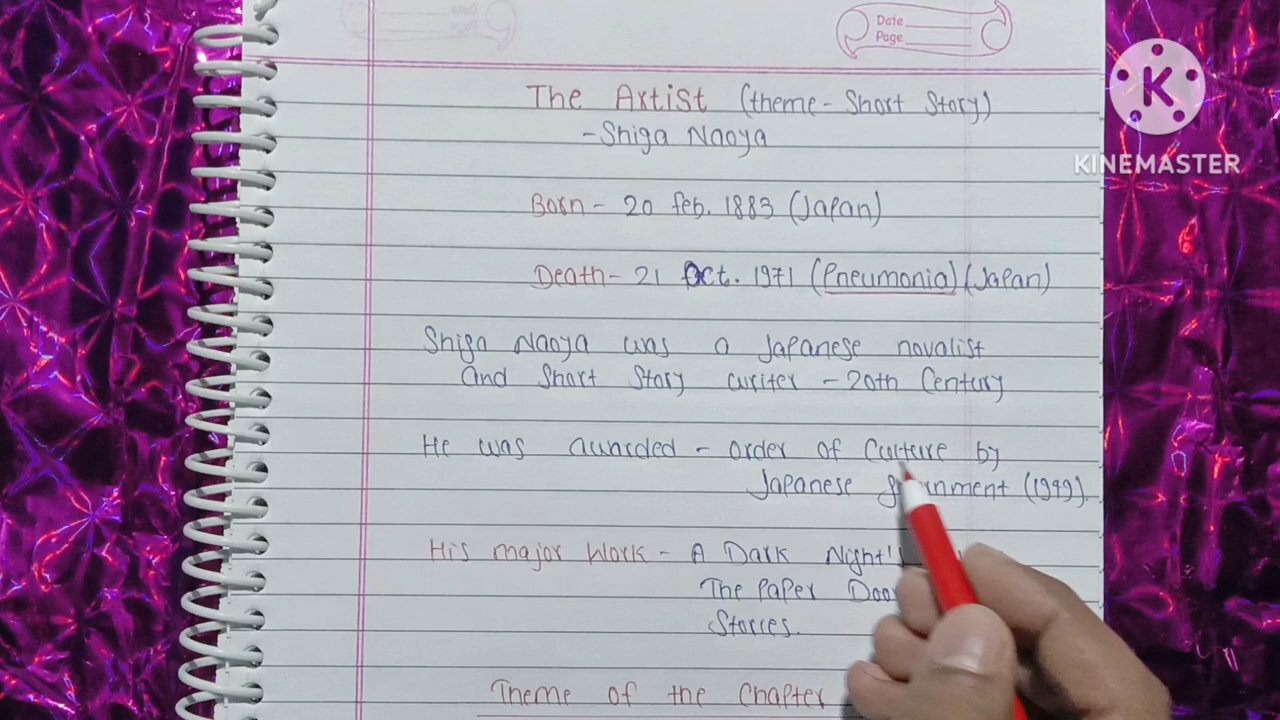 Date
Page
The Artist (theme - Short Story)
- Shiga Naoya
K
KINEMASTER
Born - 20 feb. 1883 (Japan)
Death - 21 Oct. 1971 (Pneumonia) (Japan)
Shiga Naoya was a Japanese novalist
and Short Story writer - 20th Century
He was awarded - order of Culture by
Japanese (1949).
His major Work - A Dark Night's
The Paper
Stories.
Theme of the Chapter